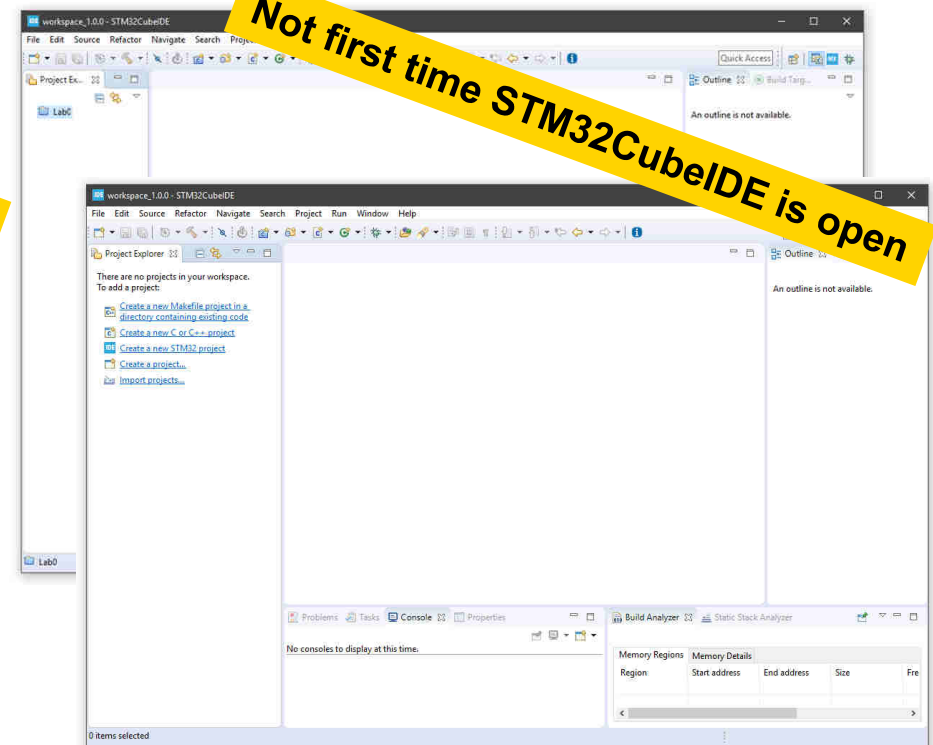 workspace_1.0.0 - STM32CubeIDE
File Edit Source Refactor Navigate Search
Quick Access
Project Ex...
Outline Build Targ...
Lab0
An outline is not available.
Not first time STM32CubeIDE is open
workspace_1.0.0 - STM32CubeIDE
File Edit Source Refactor Navigate Search Project Run Window Help
Project Explorer
Outline
There are no projects in your workspace.
To add a project:
An outline is not available.
Create a new Makefile project in a
directory containing existing code
Create a new C or C++ project
Create a new STM32 project
Create a project...
Import projects...
Lab0
Problems Tasks Console Properties
Build Analyzer Static Stack Analyzer
No consoles to display at this time.
Memory Regions Memory Details
Region Start address End address Size Fre
0 items selected